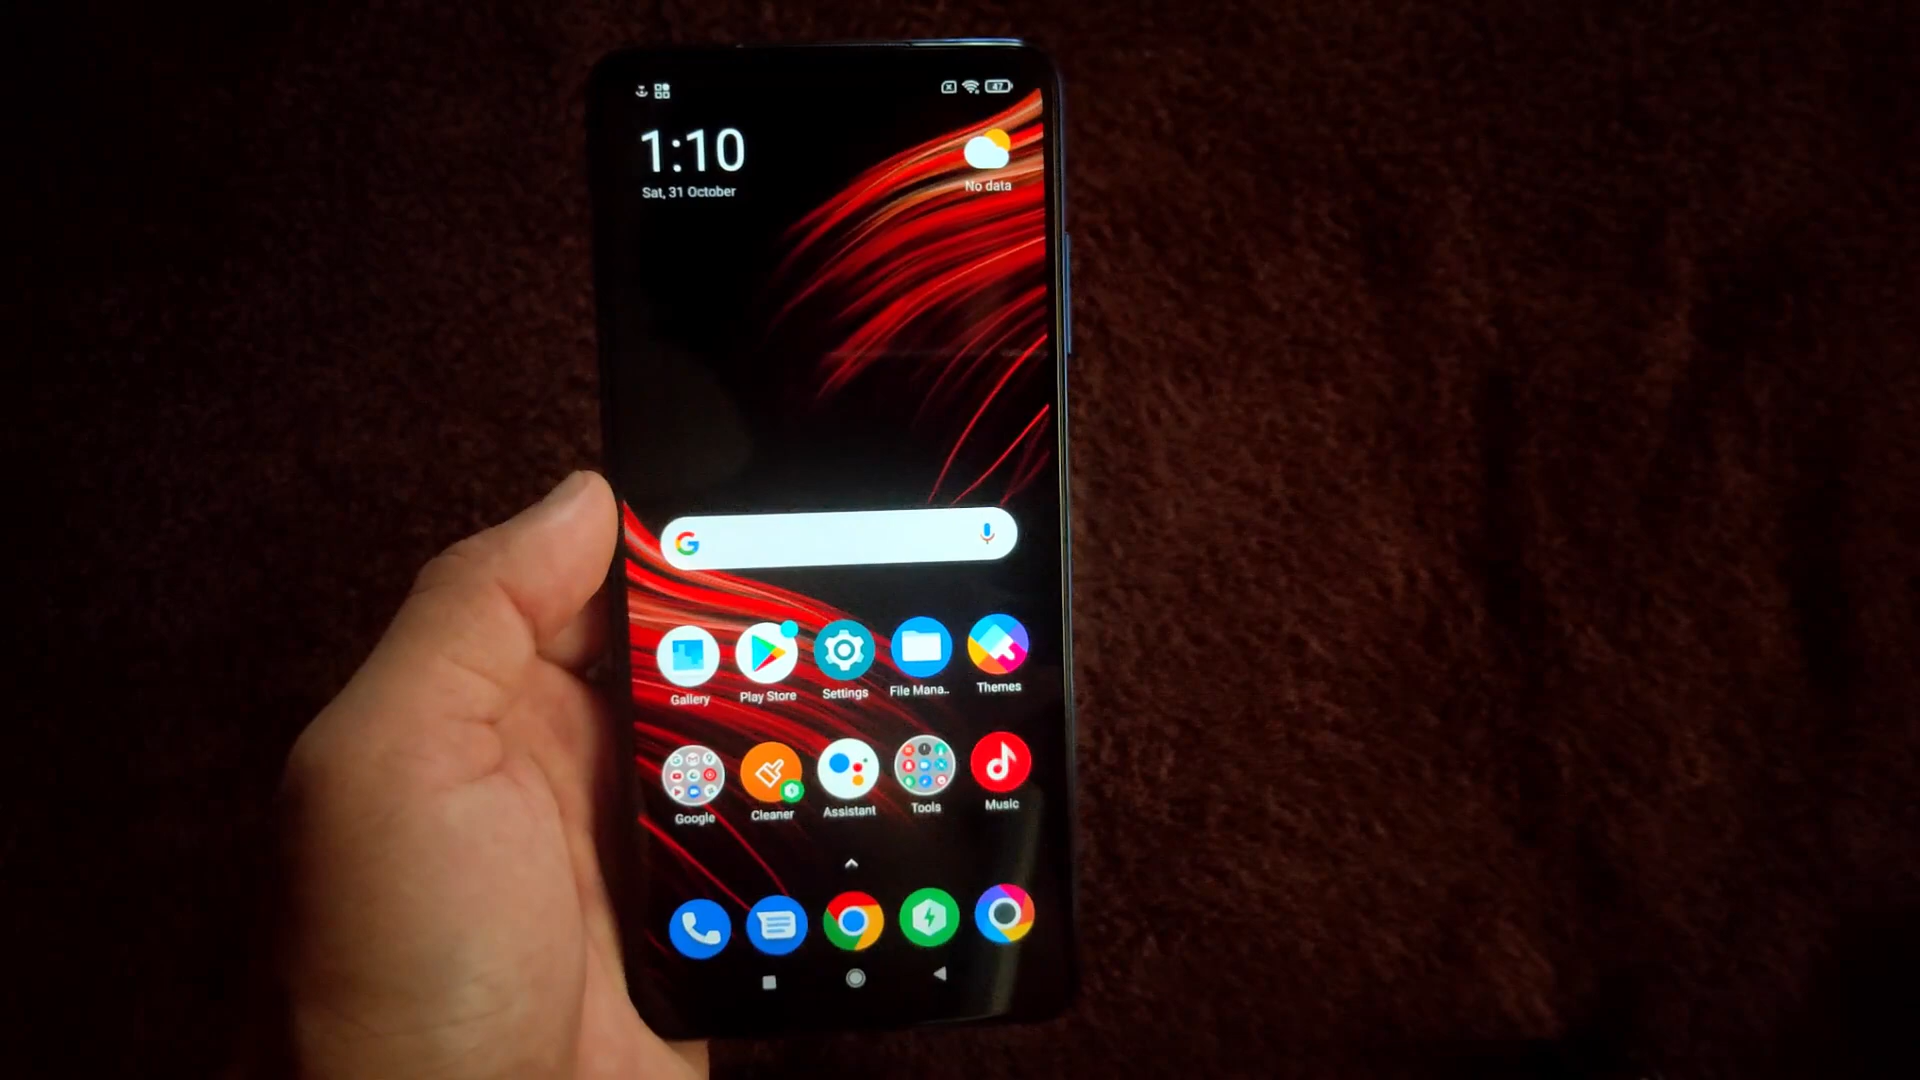 47
1:10
Sat, 31 October
No data
G
Gallery
Play Store
Settings
File Mana..
Themes
Google
Cleaner
Assistant
Tools
Music